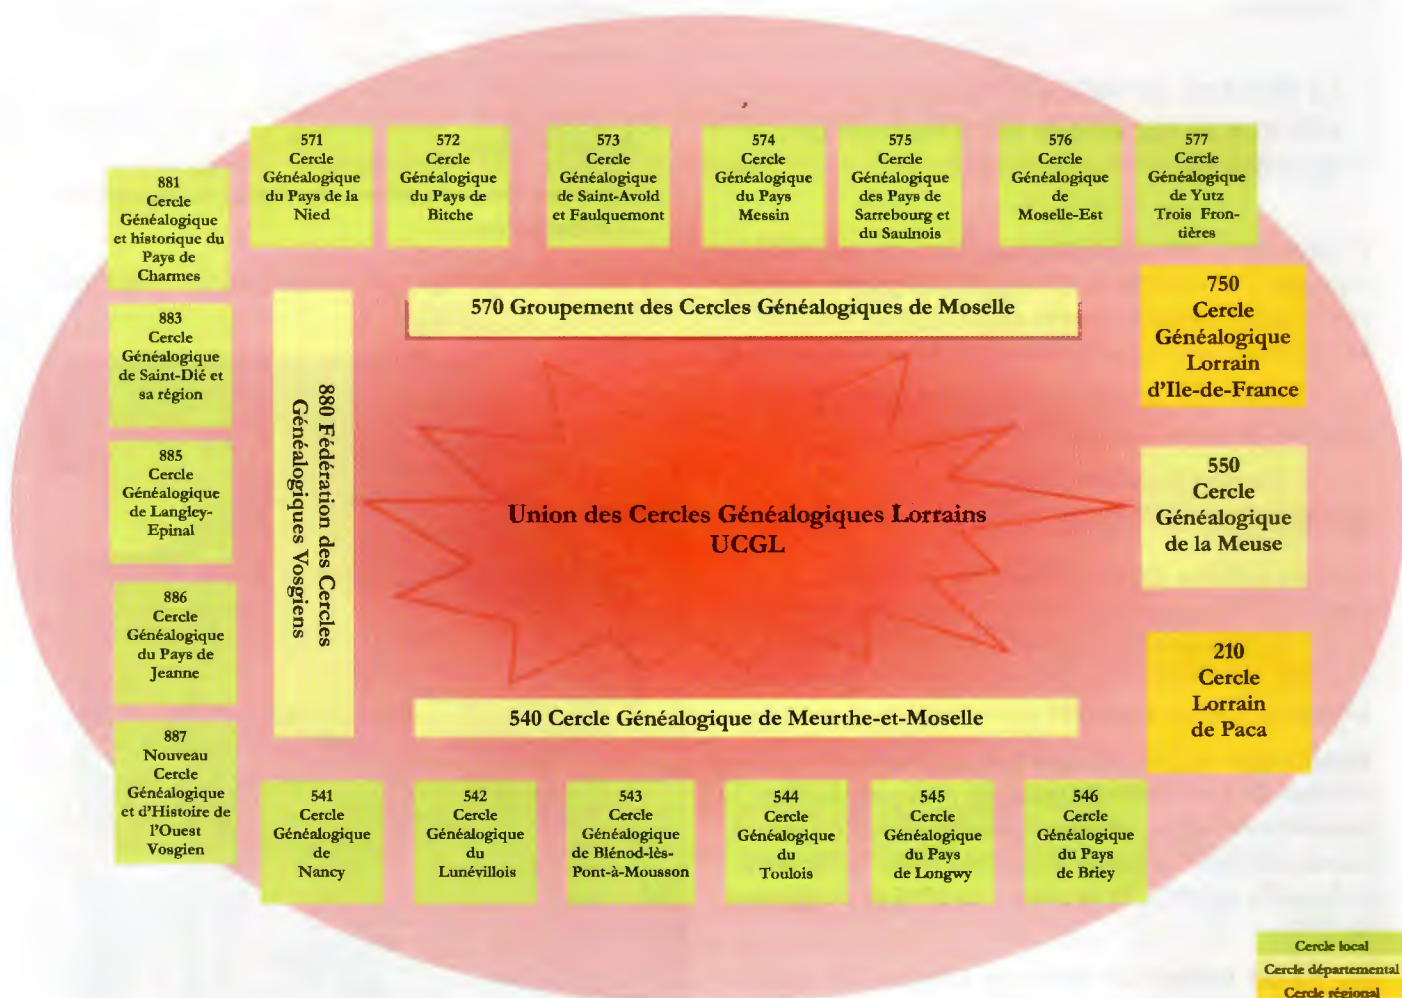 571
Cercle
Généalogique
du Pays de la
Nied
572
Cercle
Généalogique
du Pays de
Bitche
573
Cercle
Généalogique
de Saint-Avold
et Faulquemont
574
Cercle
Généalogique
du Pays
Messin
575
Cercle
Généalogique
des Pays de
Sarrebourg et
du Saulnois
576
Cercle
Généalogique
de
Moselle-Est
577
Cercle
Généalogique
de Yutz
Trois Fron-
tières
881
Cercle
Généalogique
et historique du
Pays de
Charmes
883
Cercle
Généalogique
de Saint-Dié et
sa région
885
Cercle
Généalogique
de Langley-
Epinal
886
Cercle
Généalogique
du Pays de
Jeanne
887
Nouveau
Cercle
Généalogique
et d'Histoire de
l'Ouest
Vosgien
880 Fédération des Cercles
Généalogiques Vosgiens
570 Groupement des Cercles Généalogiques de Moselle
Union des Cercles Généalogiques Lorrains
UCGL
540 Cercle Généalogique de Meurthe-et-Moselle
750
Cercle
Généalogique
Lorrain
d'Ile-de-France
550
Cercle
Généalogique
de la Meuse
210
Cercle
Lorrain
de Paca
541
Cercle
Généalogique
de
Nancy
542
Cercle
Généalogique
du
Lunévillois
543
Cercle
Généalogique
de Blénod-lès-
Pont-à-Mousson
544
Cercle
Généalogique
du
Toulois
545
Cercle
Généalogique
du Pays
de Longwy
546
Cercle
Généalogique
du Pays
de Briey
Cercle local
Cercle départemental
Cercle régional